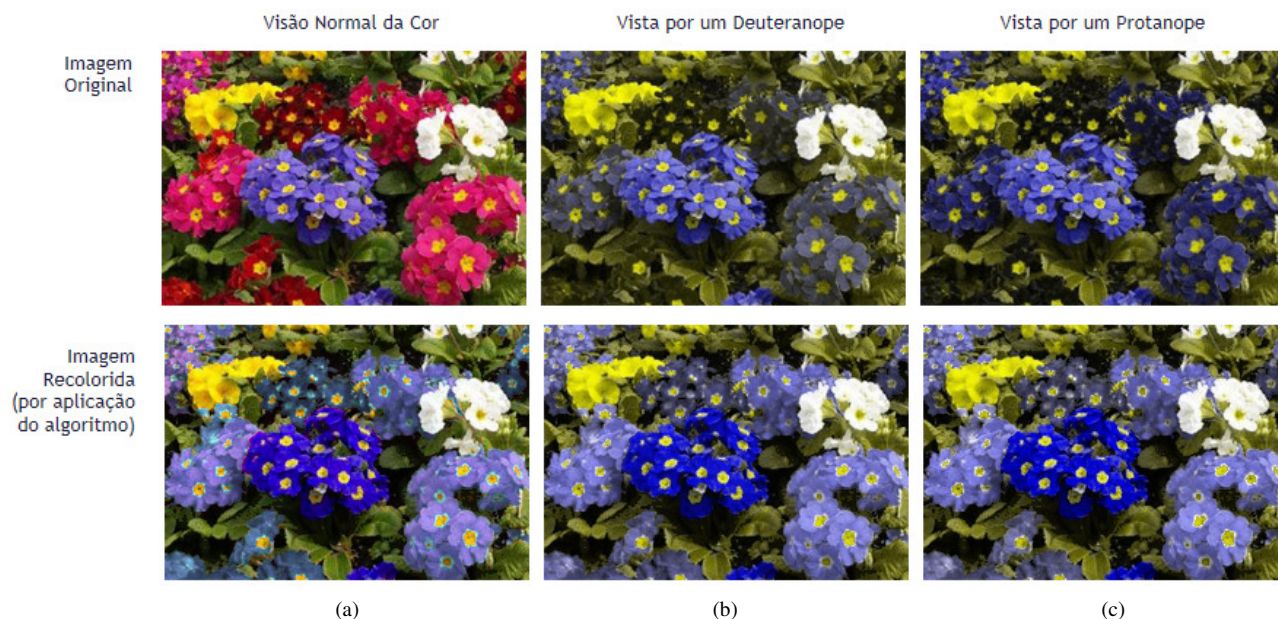 Visão Normal da Cor
Vista por um Deuteranope
Vista por um Protanope
Imagem
Original
Imagem
Recolorida
(por aplicação
do algoritmo)
(a)
(b)
(c)